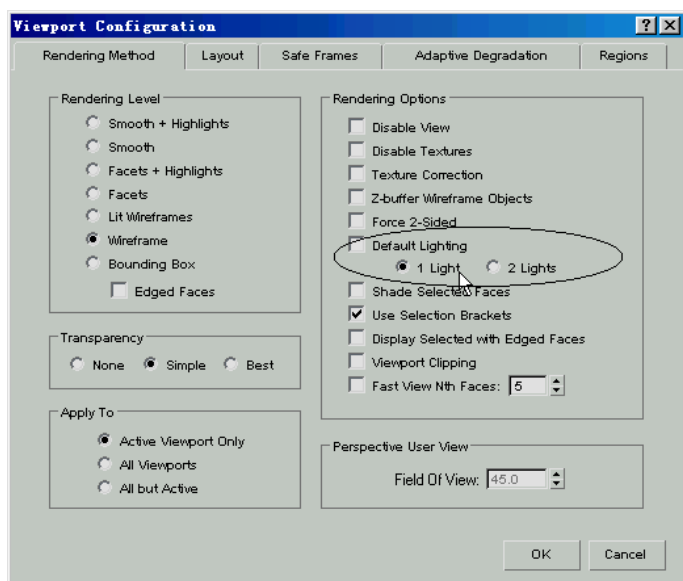 Viewport Configuration
Rendering Method Layout Safe Frames Adaptive Degradation Regions
Rendering Level
Smooth + Highlights
Smooth
Facets + Highlights
Facets
Lit Wireframes
Wireframe
Bounding Box
Edged Faces
Transparency
None Simple Best
Apply To
Active Viewport Only
All Viewports
All but Active
Rendering Options
Disable View
Disable Textures
Texture Correction
Z-buffer Wireframe Objects
Force 2-Sided
Default Lighting
1 Light 2 Lights
Shade Selected Faces
Use Selection Brackets
Display Selected with Edged Faces
Viewport Clipping
Fast View Nth Faces: 5
Perspective User View
Field Of View: 45.0
OK Cancel